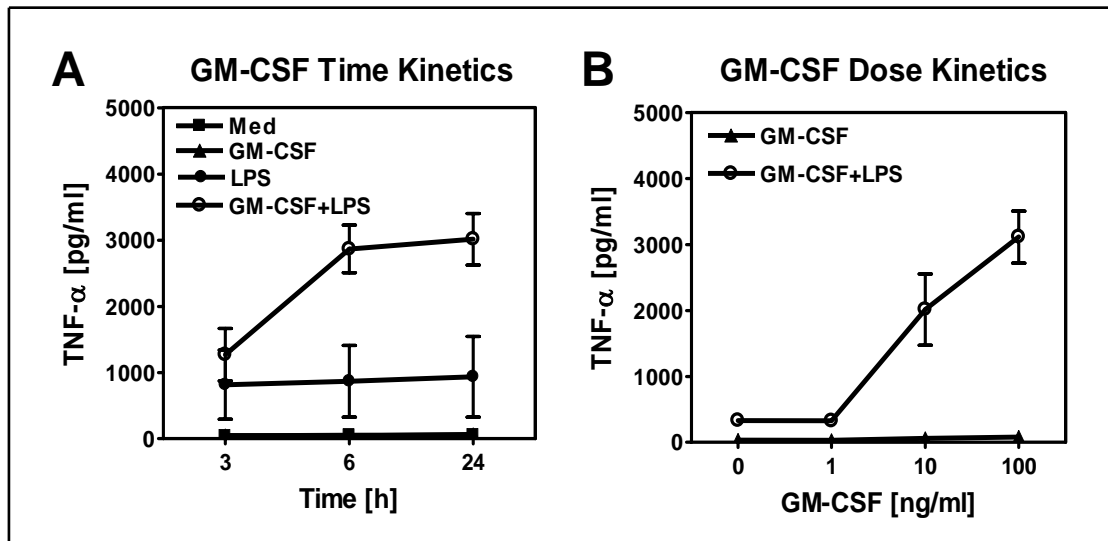 A
GM-CSF Time Kinetics
5000
4000
3000
2000
1000
0
TNF-α [pg/ml]
Med
GM-CSF
LPS
GM-CSF+LPS
3 6 24
Time [h]
B
GM-CSF Dose Kinetics
5000
4000
3000
2000
1000
0
TNF-α [pg/ml]
GM-CSF
GM-CSF+LPS
0 1 10 100
GM-CSF [ng/ml]